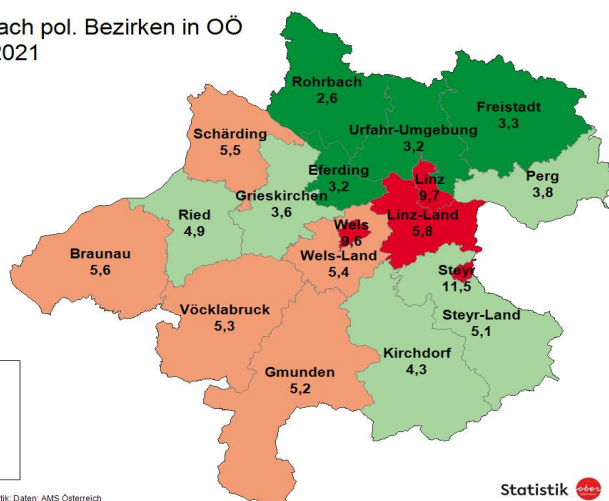 ach pol. Bezirken in OÖ
2021
Rohrbach
2,6
Freistadt
3,3
Urfahr-Umgebung
3,2
Schärding
5,5
Eferding
3,2
Linz
9,7
Perg
3,8
Grieskirchen
3,6
Ried
4,9
Linz-Land
5,8
Wels
9,6
Wels-Land
5,4
Braunau
5,6
Steyr
11,5
Vöcklabruck
5,3
Steyr-Land
5,1
Kirchdorf
4,3
Gmunden
5,2
tik: Daten: AMS Österreich
Statistik